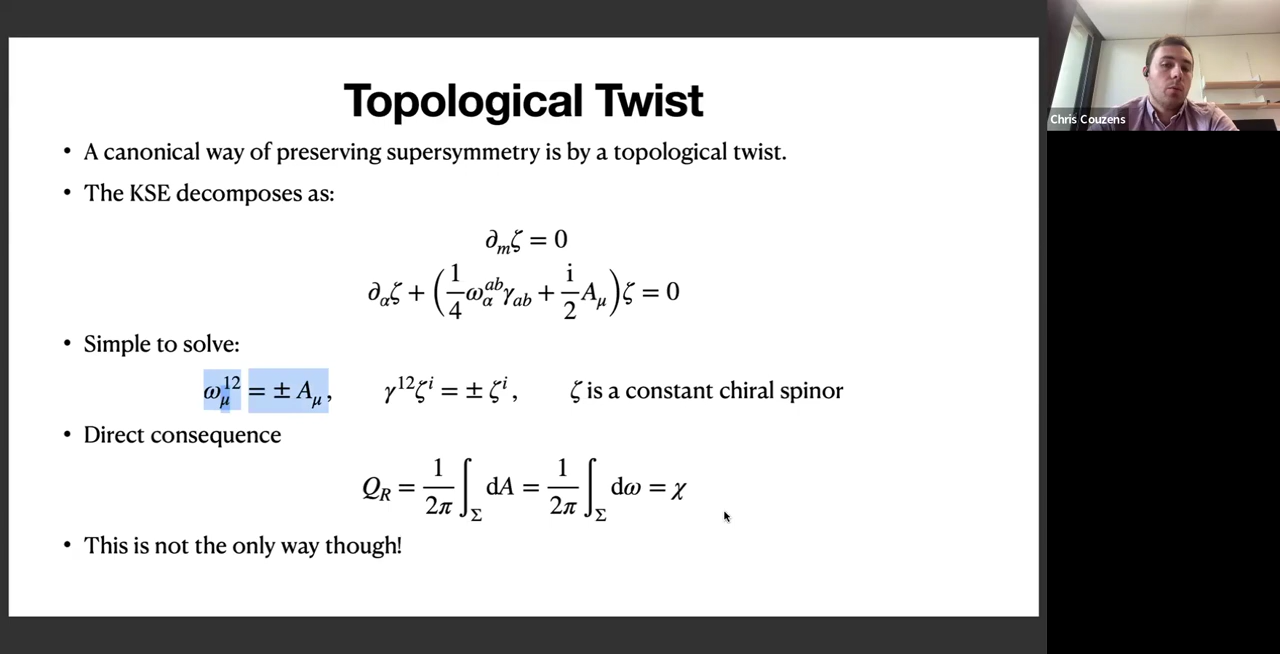 Topological Twist
• A canonical way of preserving supersymmetry is by a topological twist.
• The KSE decomposes as:
∂ₘζ = 0
∂_αζ + (1/4 ω_α^{ab} γ_{ab} + i/2 A_μ)ζ = 0
• Simple to solve:
ω_μ^{12} = ± A_μ, γ^{12}ζ^i = ± ζ^i, ζ is a constant chiral spinor
• Direct consequence
Q_R = 1/2π ∫_Σ dA = 1/2π ∫_Σ dω = χ
• This is not the only way though!
Chris Couzens